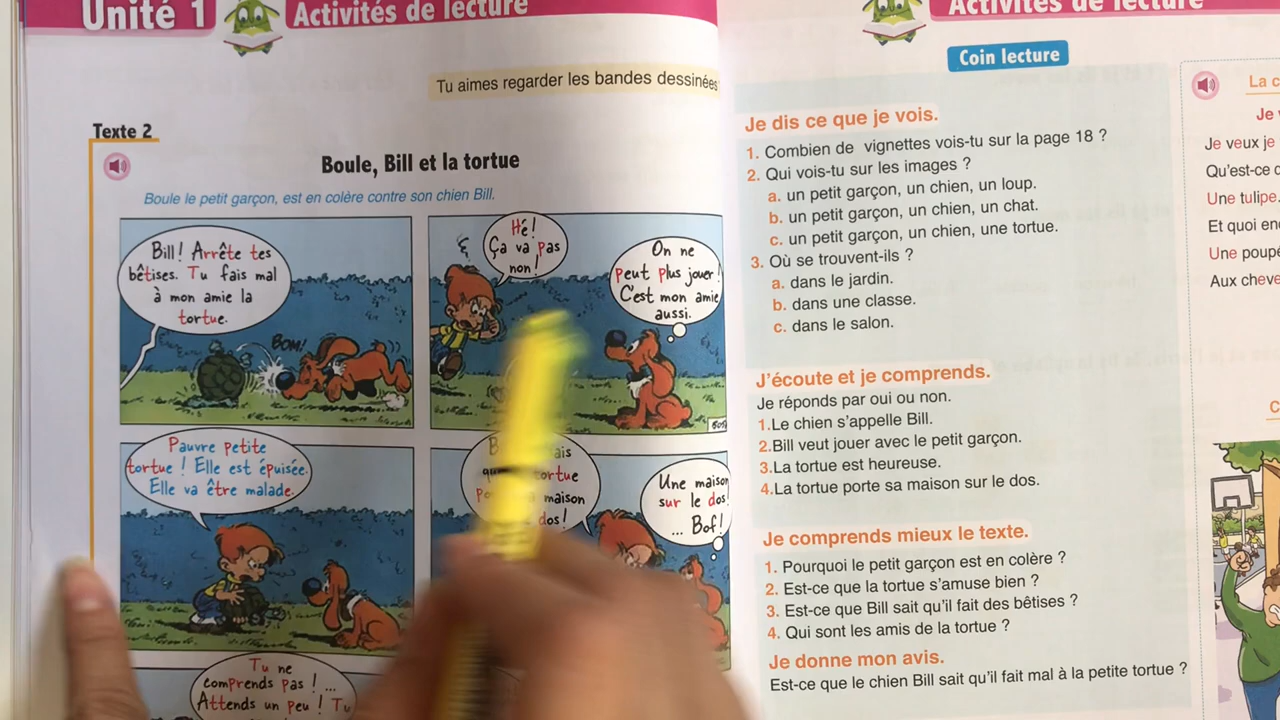 Unité 1
Activités de lecture
Tu aimes regarder les bandes dessinées
Texte 2
Boule, Bill et la tortue
Boule le petit garçon, est en colère contre son chien Bill.
Bill! Arrête tes
bêtises. Tu fais mal
à mon amie la
tortue.
BOM!
Hé!
Ça va pas
non!
On ne
peut plus jouer!
C'est mon amie
aussi.
Pauvre petite
tortue! Elle est épuisée.
Elle va être malade.
tortue
maison
dos!
Une maison
sur le dos!
... Bof!
Tu ne
comprends pas! ...
Attends un peu! Tu
Activités de lecture
Coin lecture
Je dis ce que je vois.
1. Combien de vignettes vois-tu sur la page 18 ?
2. Qui vois-tu sur les images ?
a. un petit garçon, un chien, un loup.
b. un petit garçon, un chien, un chat.
c. un petit garçon, un chien, une tortue.
3. Où se trouvent-ils ?
a. dans le jardin.
b. dans une classe.
c. dans le salon.
J'écoute et je comprends.
Je réponds par oui ou non.
1.Le chien s'appelle Bill.
2.Bill veut jouer avec le petit garçon.
3.La tortue est heureuse.
4.La tortue porte sa maison sur le dos.
Je comprends mieux le texte.
1. Pourquoi le petit garçon est en colère ?
2. Est-ce que la tortue s'amuse bien ?
3. Est-ce que Bill sait qu'il fait des bêtises ?
4. Qui sont les amis de la tortue ?
Je donne mon avis.
Est-ce que le chien Bill sait qu'il fait mal à la petite tortue ?
La
Je
Je veux je
Qu'est-ce
Une tulipe.
Et quoi
Une
Aux